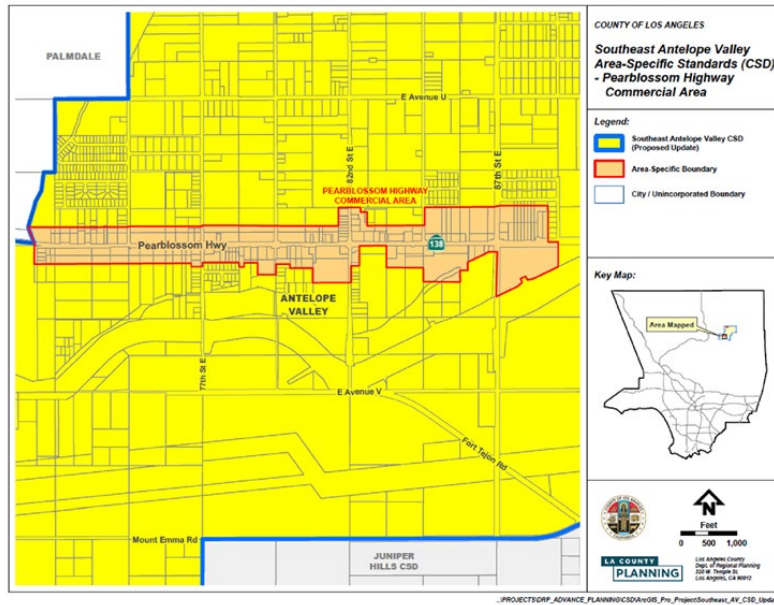 PALMDALE
E Avenue U
82nd St E
87th St E
PEARBLOSSOM HIGHWAY
COMMERCIAL AREA
Pearblossom Hwy
138
ANTELOPE
VALLEY
77th St E
E Avenue V
Fort Tejon Rd
Mount Emma Rd
JUNIPER
HILLS CSD
COUNTY OF LOS ANGELES
Southeast Antelope Valley
Area-Specific Standards (CSD)
- Pearblossom Highway
Commercial Area
Legend:
Southeast Antelope Valley CSD
(Proposed Update)
Area-Specific Boundary
City / Unincorporated Boundary
Key Map:
Area Mapped
N
Feet
0 500 1,000
LA COUNTY
PLANNING
Los Angeles County
Dept. of Regional Planning
320 W. Temple St.
Los Angeles, CA 90012